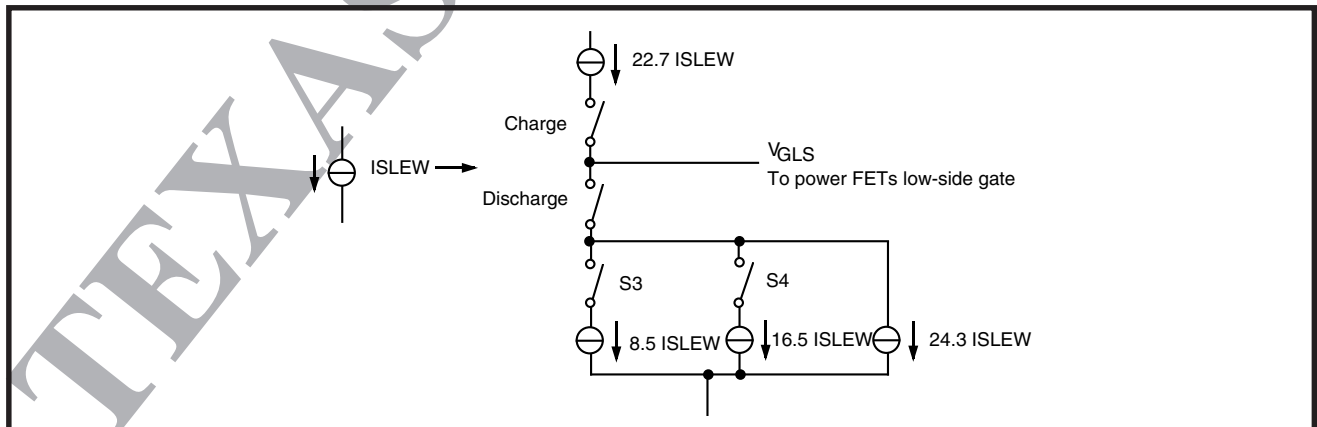 22.7 ISLEW
Charge
ISLEW
VGLS
To power FETs low-side gate
Discharge
S3
S4
8.5 ISLEW
16.5 ISLEW
24.3 ISLEW
TEXAS